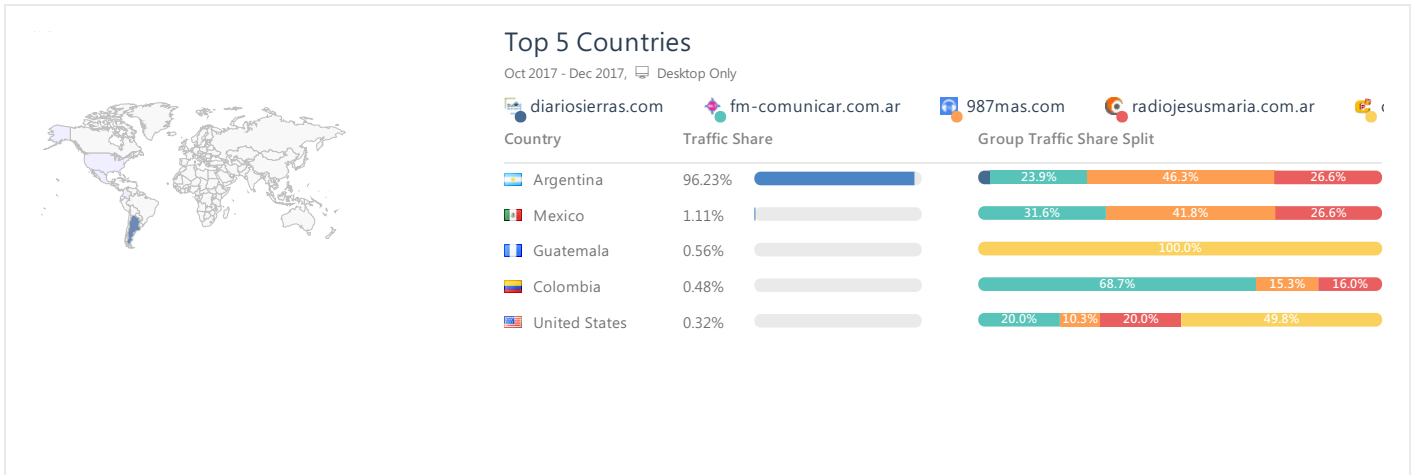 Top 5 Countries
Oct 2017 - Dec 2017, Desktop Only
diariosierras.com fm-comunicar.com.ar 987mas.com radiojesusmaria.com.ar
Country Traffic Share Group Traffic Share Split
Argentina 96.23% 23.9% 46.3% 26.6%
Mexico 1.11% 31.6% 41.8% 26.6%
Guatemala 0.56% 100.0%
Colombia 0.48% 68.7% 15.3% 16.0%
United States 0.32% 20.0% 10.3% 20.0% 49.8%